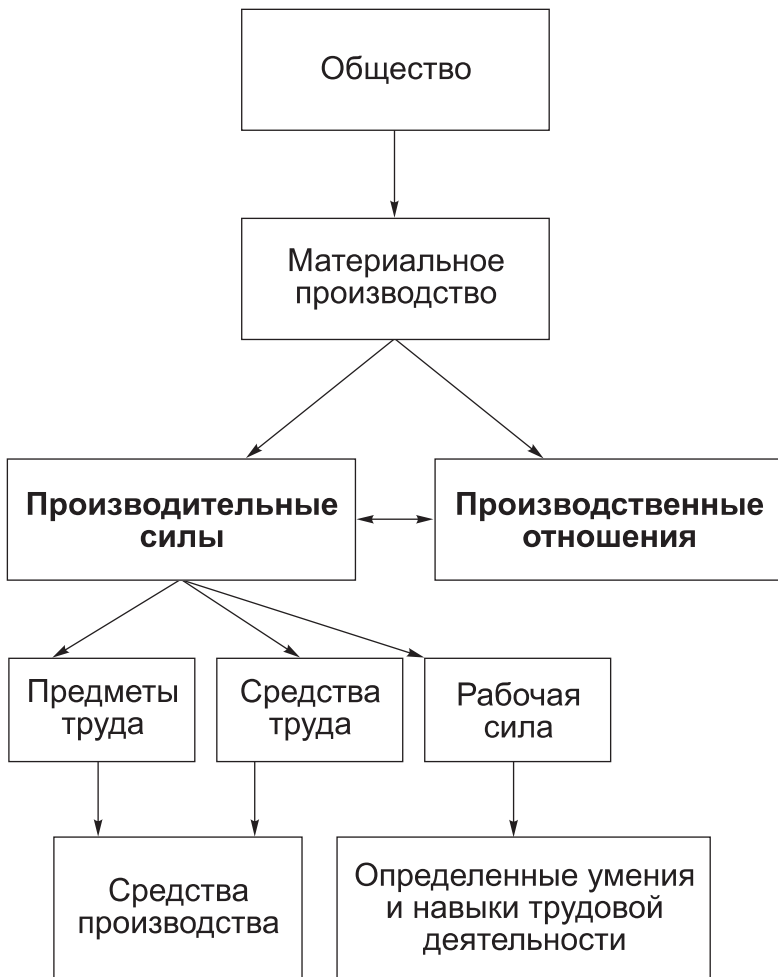 Общество
Материальное
производство
Производительные
силы
Производственные
отношения
Предметы
труда
Средства
труда
Рабочая
сила
Средства
производства
Определенные умения
и навыки трудовой
деятельности